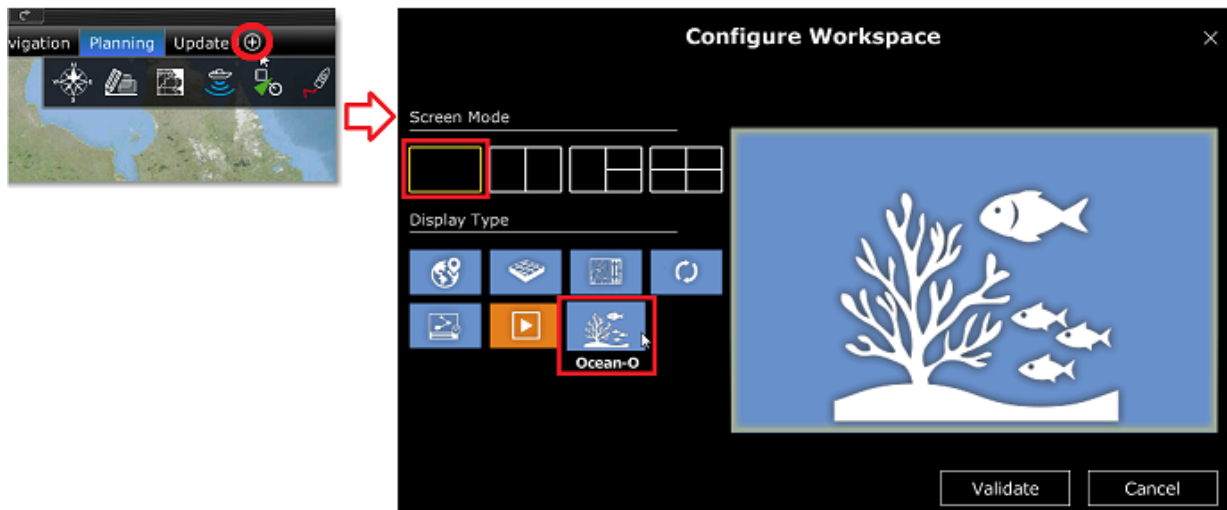 vigation Planning Update
Configure Workspace
Screen Mode
Display Type
Ocean-O
Validate Cancel